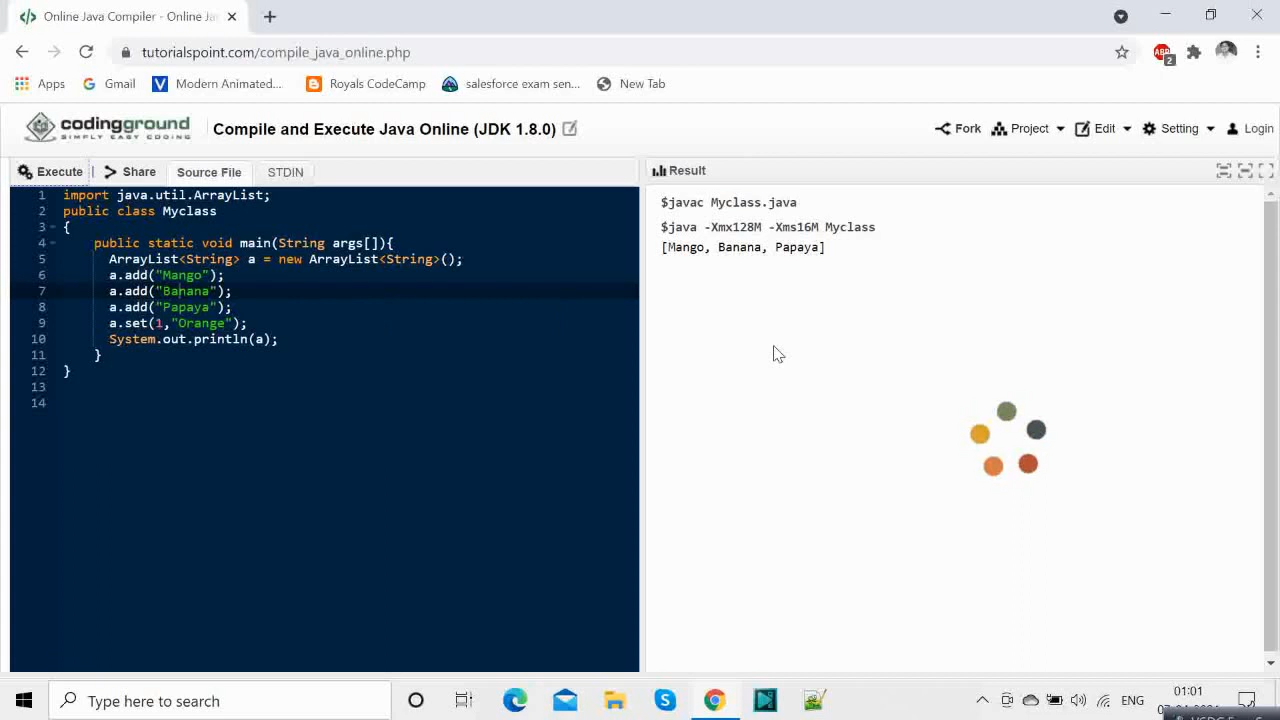 Online Java Compiler - Online Ja
tutorialspoint.com/compile_java_online.php
ABP
2
Apps Gmail Modern Animated... Royals CodeCamp salesforce exam sen... New Tab
codingground
SIMPLY EASY CODING
Compile and Execute Java Online (JDK 1.8.0)
Fork Project Edit Setting Login
Execute | Share Source File STDIN
Result
1 import java.util.ArrayList;
2 public class Myclass
3 {
4 public static void main(String args[]){
5 ArrayList<String> a = new ArrayList<String>();
6 a.add("Mango");
7 a.add("Banana");
8 a.add("Papaya");
9 a.set(1,"Orange");
10 System.out.println(a);
11 }
12 }
13
14
$javac Myclass.java
$java -Xmx128M -Xms16M Myclass
[Mango, Banana, Papaya]
Type here to search
ENG
01:01